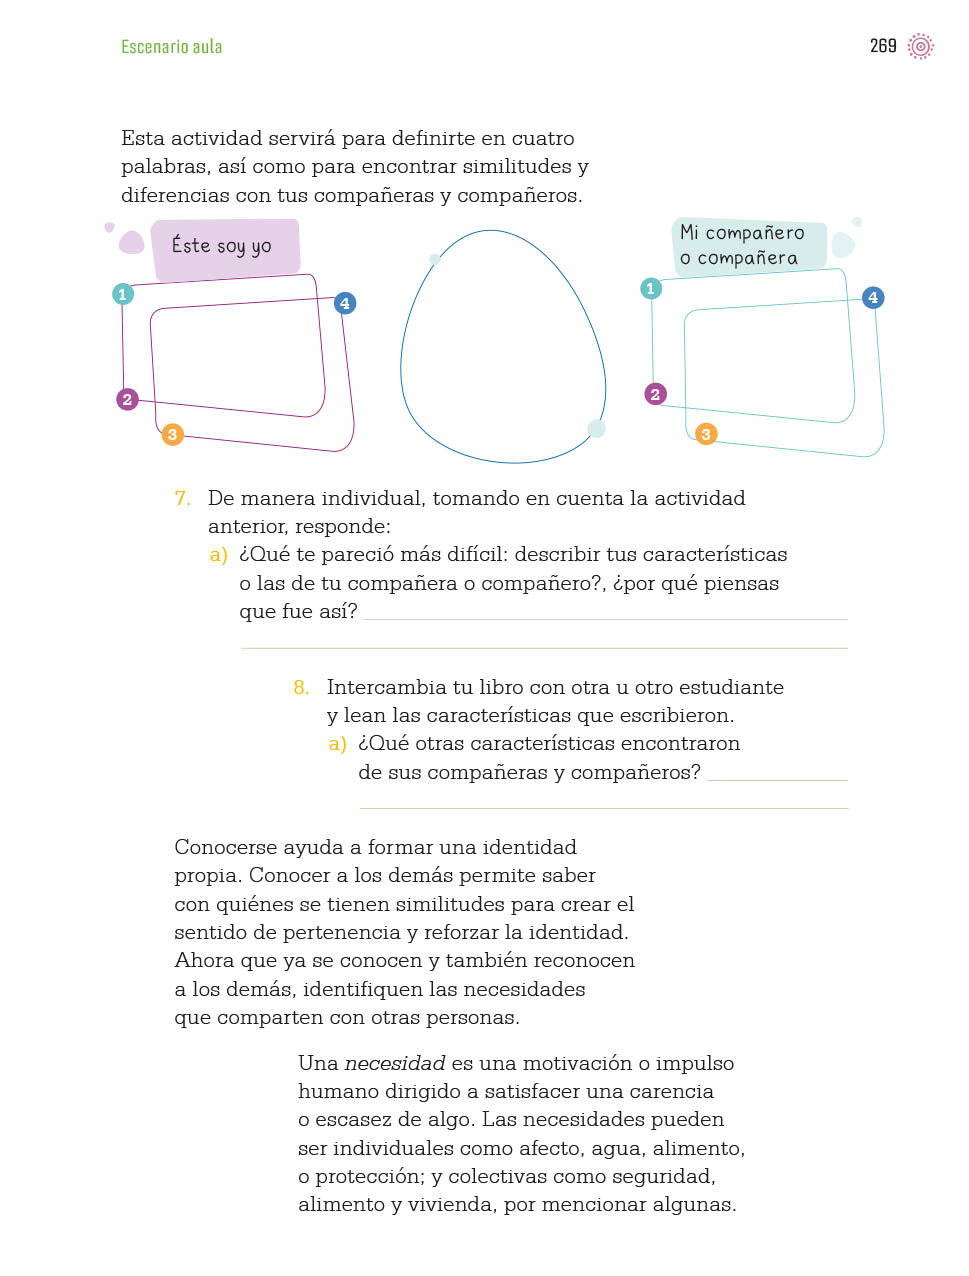 Escenario aula
269
Esta actividad servirá para definirte en cuatro
palabras, así como para encontrar similitudes y
diferencias con tus compañeras y compañeros.
Éste soy yo
1
4
2
3
Mi compañero
o compañera
1
4
2
3
7. De manera individual, tomando en cuenta la actividad
anterior, responde:
a) ¿Qué te pareció más difícil: describir tus características
o las de tu compañera o compañero?, ¿por qué piensas
que fue así?
8. Intercambia tu libro con otra u otro estudiante
y lean las características que escribieron.
a) ¿Qué otras características encontraron
de sus compañeras y compañeros?
Conocerse ayuda a formar una identidad
propia. Conocer a los demás permite saber
con quiénes se tienen similitudes para crear el
sentido de pertenencia y reforzar la identidad.
Ahora que ya se conocen y también reconocen
a los demás, identifiquen las necesidades
que comparten con otras personas.
Una necesidad es una motivación o impulso
humano dirigido a satisfacer una carencia
o escasez de algo. Las necesidades pueden
ser individuales como afecto, agua, alimento,
o protección; y colectivas como seguridad,
alimento y vivienda, por mencionar algunas.